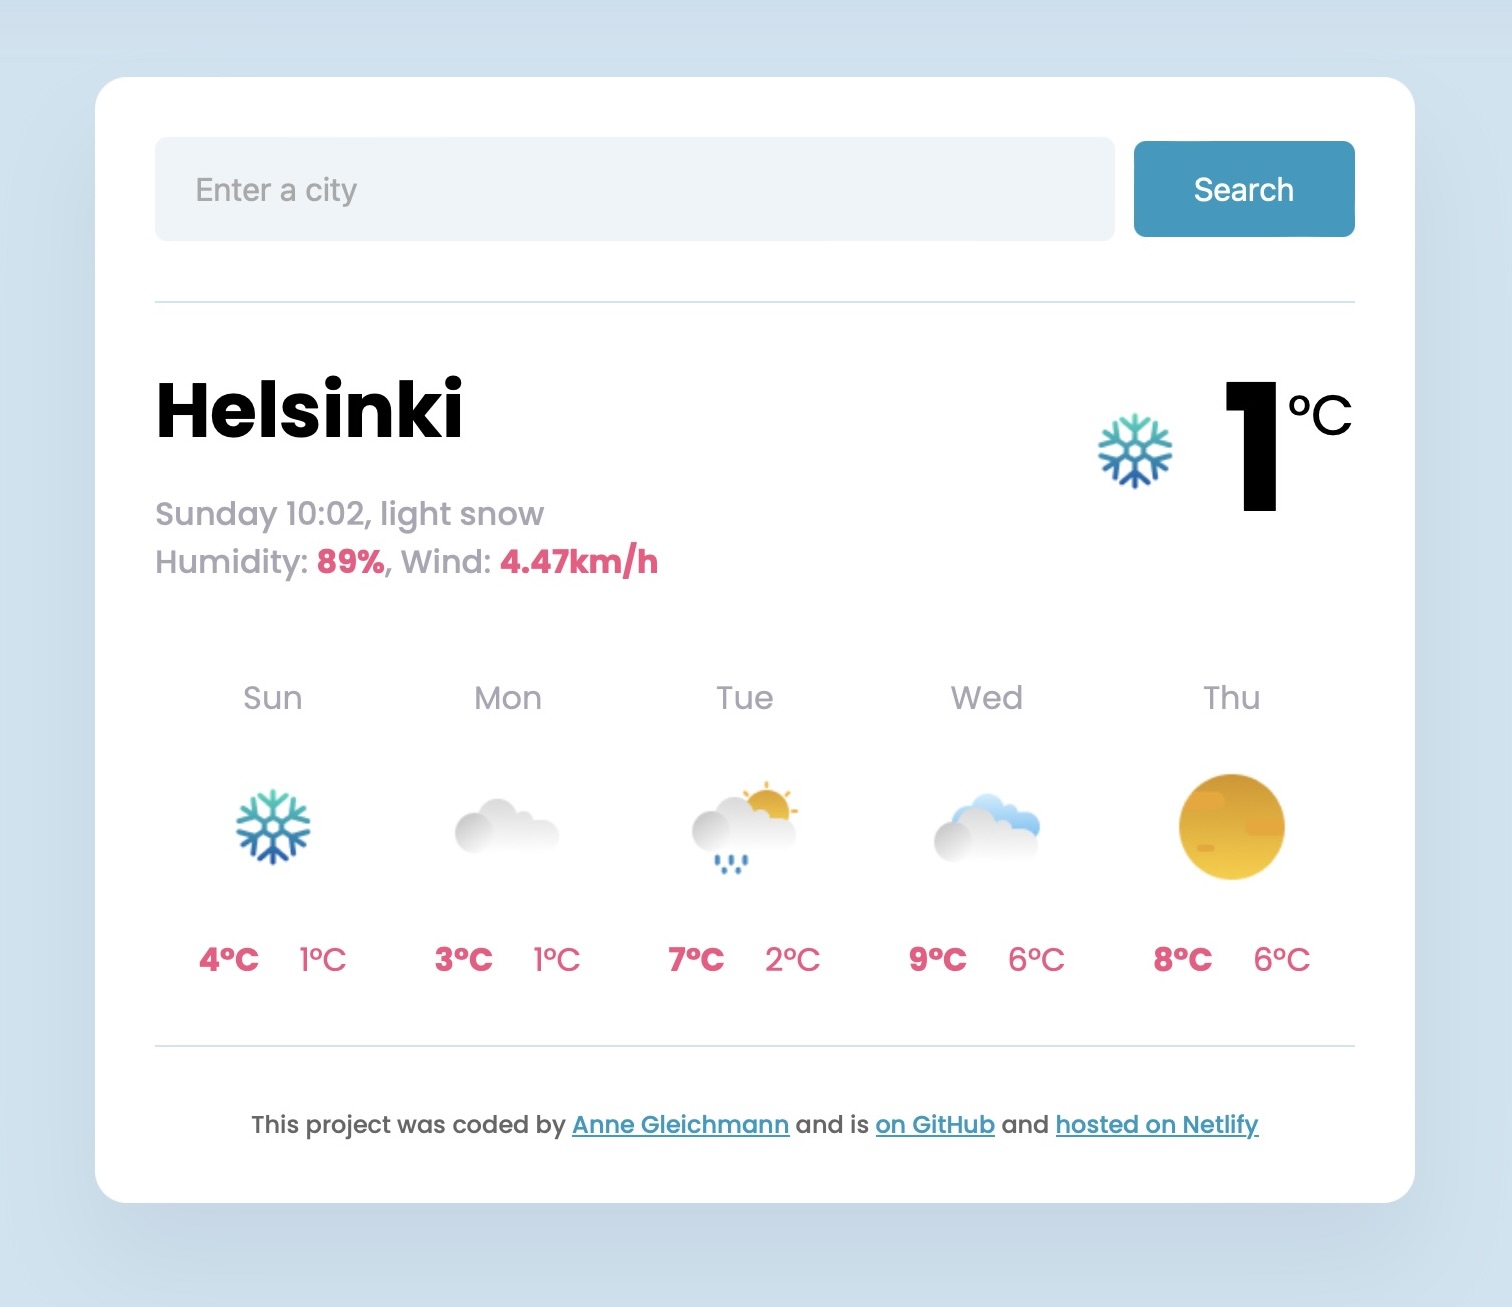 Enter a city
Search
Helsinki
1°C
Sunday 10:02, light snow
Humidity: 89%, Wind: 4.47km/h
Sun Mon Tue Wed Thu
4°C 1°C 3°C 1°C 7°C 2°C 9°C 6°C 8°C 6°C
This project was coded by Anne Gleichmann and is on GitHub and hosted on Netlify